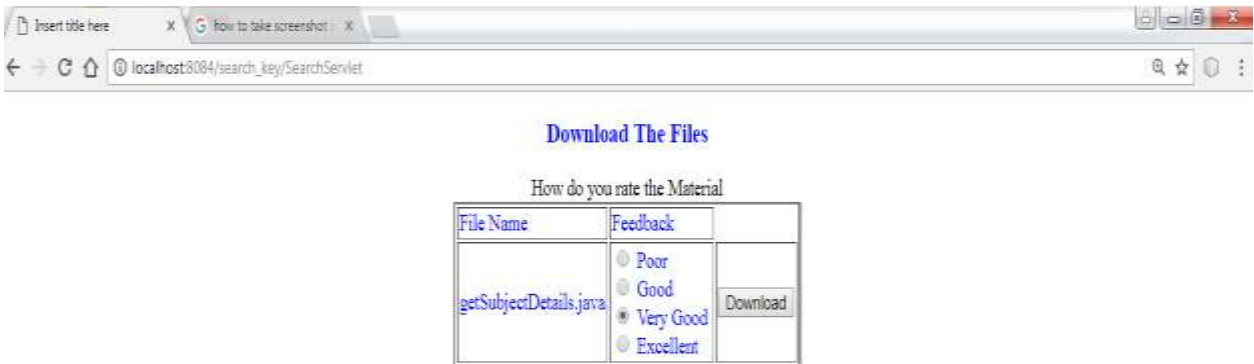 Insert title here
how to take screenshot
localhost:8084/search_key/SearchServlet
Download The Files
How do you rate the Material
File Name Feedback
Poor
Good
getSubjectDetails.java Download
Very Good
Excellent